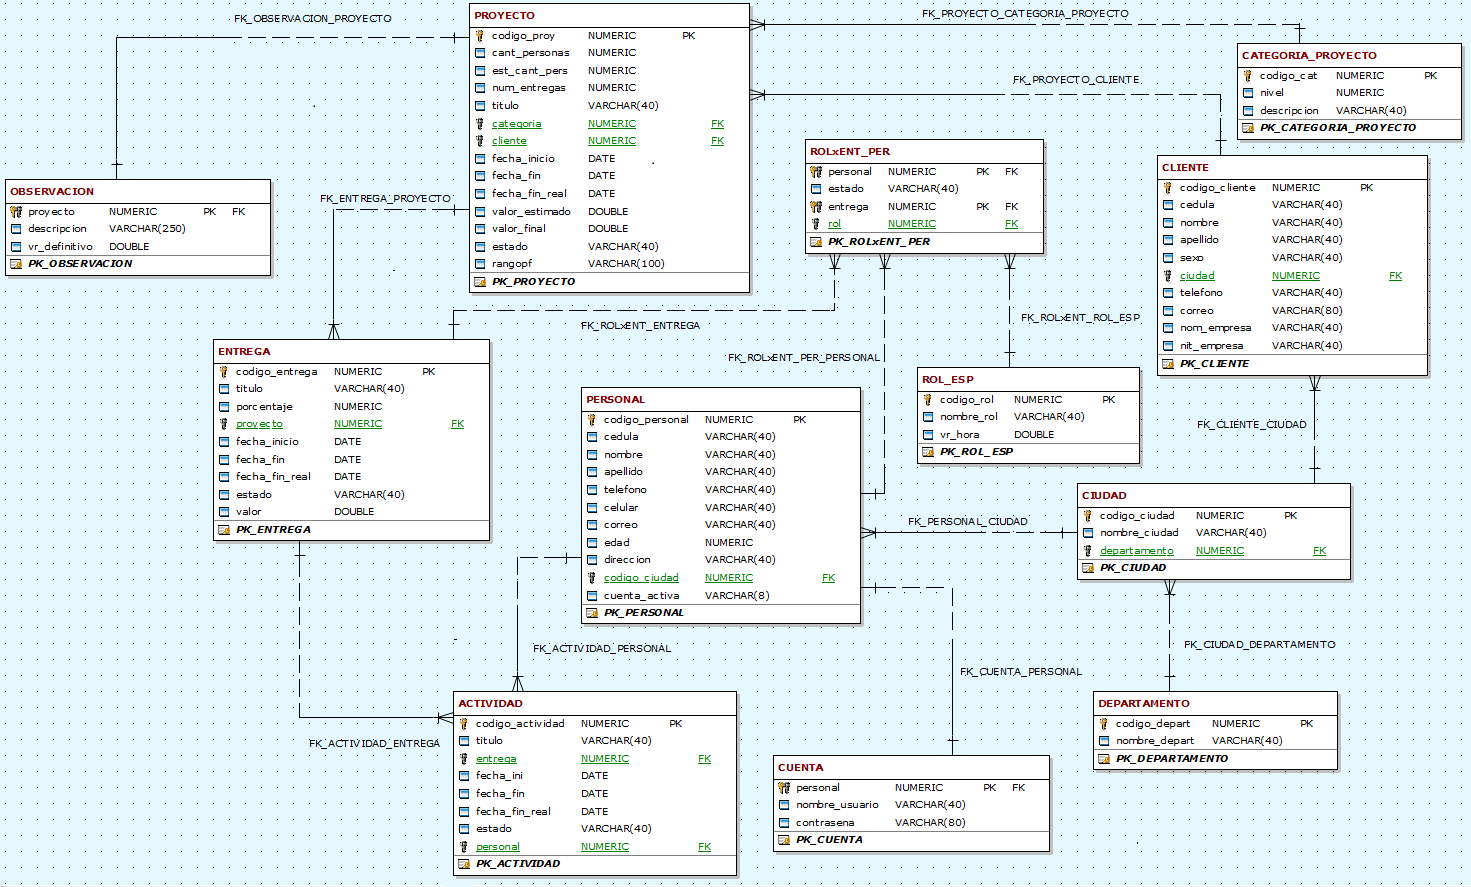 FK_OBSERVACION_PROYECTO
PROYECTO
codigo_proy NUMERIC PK
cant_personas NUMERIC
est_cant_pers NUMERIC
num_entregas NUMERIC
titulo VARCHAR(40)
categoria NUMERIC FK
cliente NUMERIC FK
fecha_inicio DATE
fecha_fin DATE
fecha_fin_real DATE
valor_estimado DOUBLE
valor_final DOUBLE
estado VARCHAR(40)
rangopf VARCHAR(100)
PK_PROYECTO
FK_PROYECTO_CATEGORIA_PROYECTO
CATEGORIA_PROYECTO
codigo_cat NUMERIC PK
nivel NUMERIC
descripcion VARCHAR(40)
PK_CATEGORIA_PROYECTO
FK_PROYECTO_CLIENTE
ROLxENT_PER
personal NUMERIC PK FK
estado VARCHAR(40)
entrega NUMERIC PK FK
rol NUMERIC FK
PK_ROLxENT_PER
CLIENTE
codigo_cliente NUMERIC PK
cedula VARCHAR(40)
nombre VARCHAR(40)
apellido VARCHAR(40)
sexo VARCHAR(40)
ciudad NUMERIC FK
telefono VARCHAR(40)
correo VARCHAR(80)
nom_empresa VARCHAR(40)
nit_empresa VARCHAR(40)
PK_CLIENTE
OBSERVACION
proyecto NUMERIC PK FK
descripcion VARCHAR(250)
vr_definitivo DOUBLE
PK_OBSERVACION
FK_ENTREGA_PROYECTO
FK_ROLxENT_ENTREGA
FK_ROLxENT_PER_PERSONAL
FK_ROLxENT_ROL_ESP
ENTREGA
codigo_entrega NUMERIC PK
titulo VARCHAR(40)
porcentaje NUMERIC
proyecto NUMERIC FK
fecha_inicio DATE
fecha_fin DATE
fecha_fin_real DATE
estado VARCHAR(40)
valor DOUBLE
PK_ENTREGA
PERSONAL
codigo_personal NUMERIC PK
cedula VARCHAR(40)
nombre VARCHAR(40)
apellido VARCHAR(40)
telefono VARCHAR(40)
celular VARCHAR(40)
correo VARCHAR(40)
edad NUMERIC
direccion VARCHAR(40)
codigo_ciudad NUMERIC FK
cuenta_activa VARCHAR(8)
PK_PERSONAL
ROL_ESP
codigo_rol NUMERIC PK
nombre_rol VARCHAR(40)
vr_hora DOUBLE
PK_ROL_ESP
FK_CLIENTE_CIUDAD
FK_PERSONAL_CIUDAD
CIUDAD
codigo_ciudad NUMERIC PK
nombre_ciudad VARCHAR(40)
departamento NUMERIC FK
PK_CIUDAD
FK_ACTIVIDAD_PERSONAL
FK_CUENTA_PERSONAL
FK_CIUDAD_DEPARTAMENTO
FK_ACTIVIDAD_ENTREGA
ACTIVIDAD
codigo_actividad NUMERIC PK
titulo VARCHAR(40)
entrega NUMERIC FK
fecha_ini DATE
fecha_fin DATE
fecha_fin_real DATE
estado VARCHAR(40)
personal NUMERIC FK
PK_ACTIVIDAD
CUENTA
personal NUMERIC PK FK
nombre_usuario VARCHAR(40)
contrasena VARCHAR(80)
PK_CUENTA
DEPARTAMENTO
codigo_depart NUMERIC PK
nombre_depart VARCHAR(40)
PK_DEPARTAMENTO